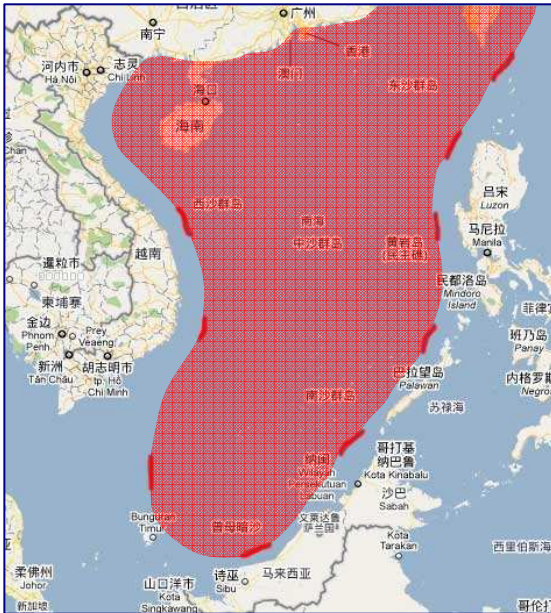 广州
南宁
香港
河内市
Hà Nội
志灵
Chí Linh
澳门
海口
东沙群岛
海南
吕宋
Luzon
西沙群岛
南海
马尼拉
Manila
中沙群岛
黄岩岛
(民主礁)
越南
暹粒市
民都洛岛
Mindoro
Island
菲律
柬埔寨
金边
Phnom
Penh
Prey
Veaeng
班乃岛
Panay
新洲
Tân Châu
胡志明市
tp. Hồ
Chí Minh
巴拉望岛
Palawan
内格罗
Negro
南沙群岛
苏禄海
哥打基
纳巴鲁
Kota Kinabalu
纳闽
Wilayah
Persekutuan
Labuan
沙巴
Sabah
曾母暗沙
文莱达鲁
萨兰国
Bunguran
Timur
Kota
Tarakan
西里伯斯海
柔佛州
Johor
山口洋市
Kota
Singkawang
诗巫
Sibu
马来西亚
新加坡
哥伦打